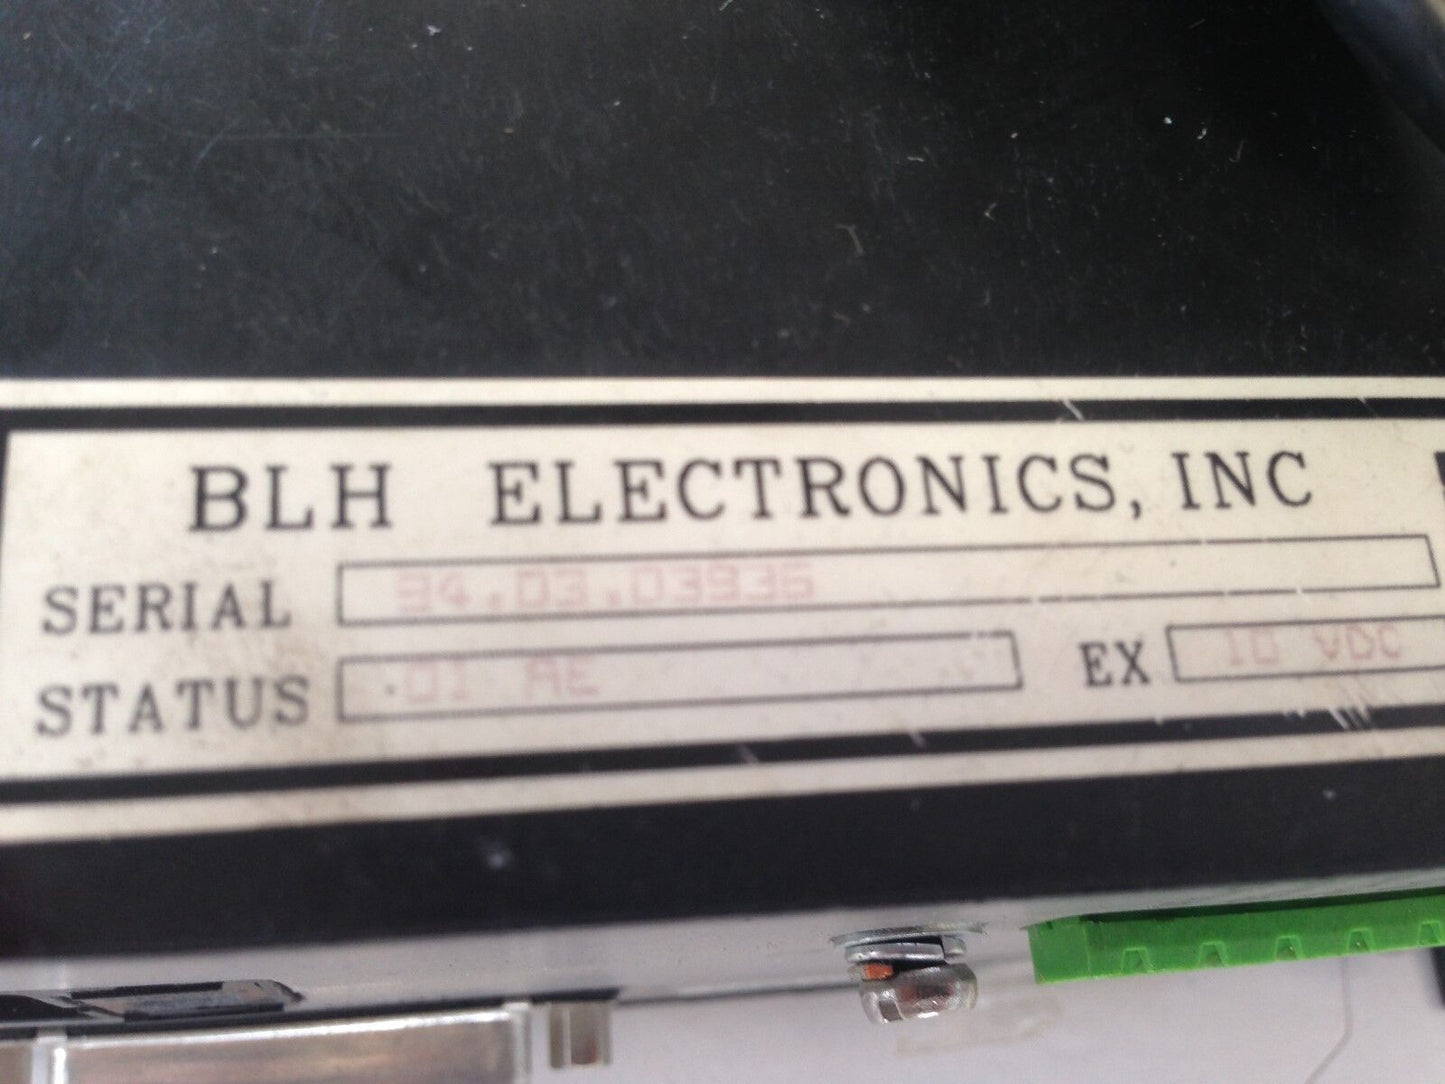 BLH ELECTRONICS, INC
SERIAL 94.03.03936
STATUS .01 AE EX 10 VDC